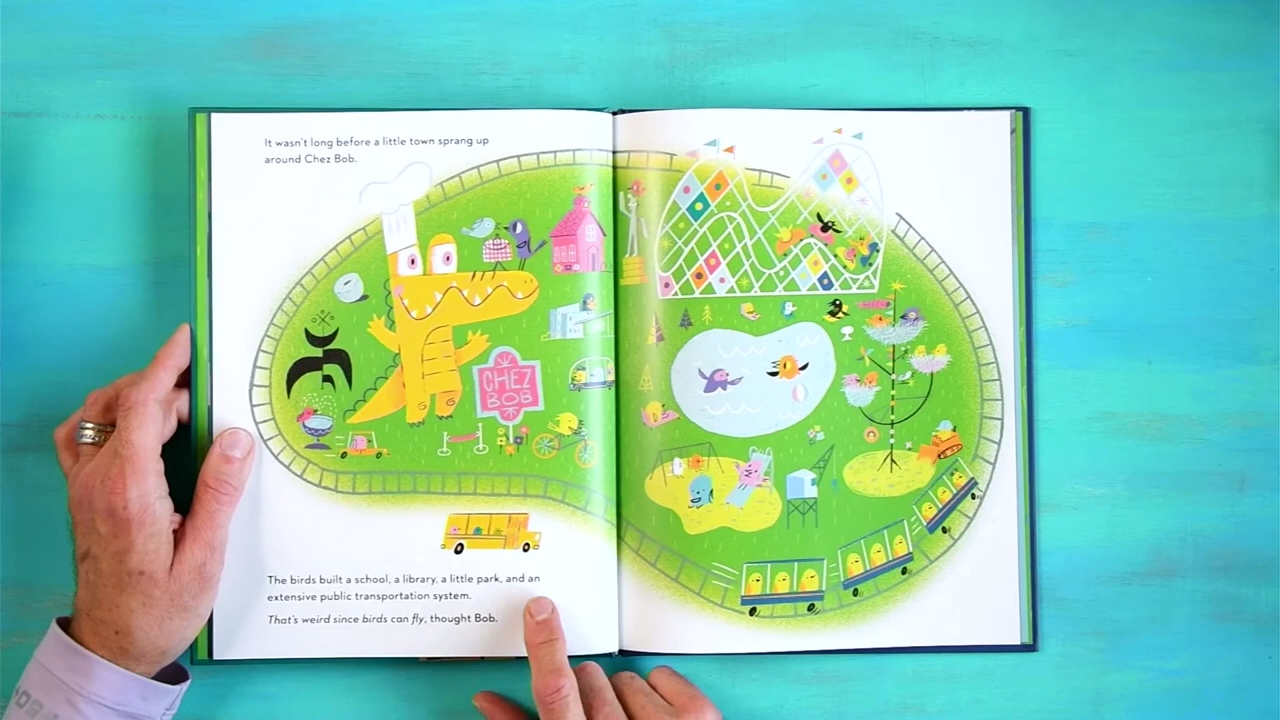 It wasn't long before a little town sprang up
around Chez Bob.
CHEZ
BOB
The birds built a school, a library, a little park, and an
extensive public transportation system.
That's weird since birds can fly, thought Bob.